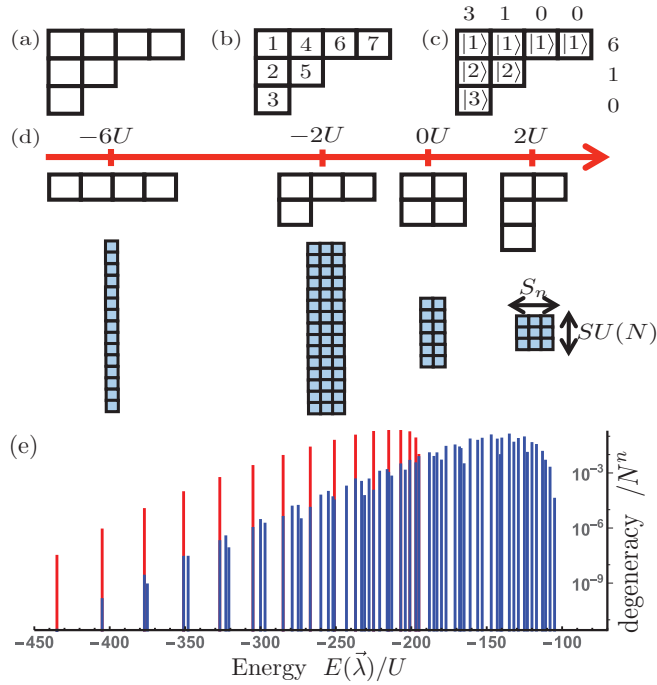 (a)
(b)
(c)
3 1 0 0
1 4 6 7
|1⟩ |1⟩ |1⟩ |1⟩ 6
2 5
|2⟩ |2⟩ 1
3
|3⟩ 0
(d)
−6U −2U 0U 2U
S_n
SU(N)
(e)
degeneracy /N^n
10^{-3}
10^{-6}
10^{-9}
−450 −400 −350 −300 −250 −200 −150 −100
Energy E(λ⃗)/U